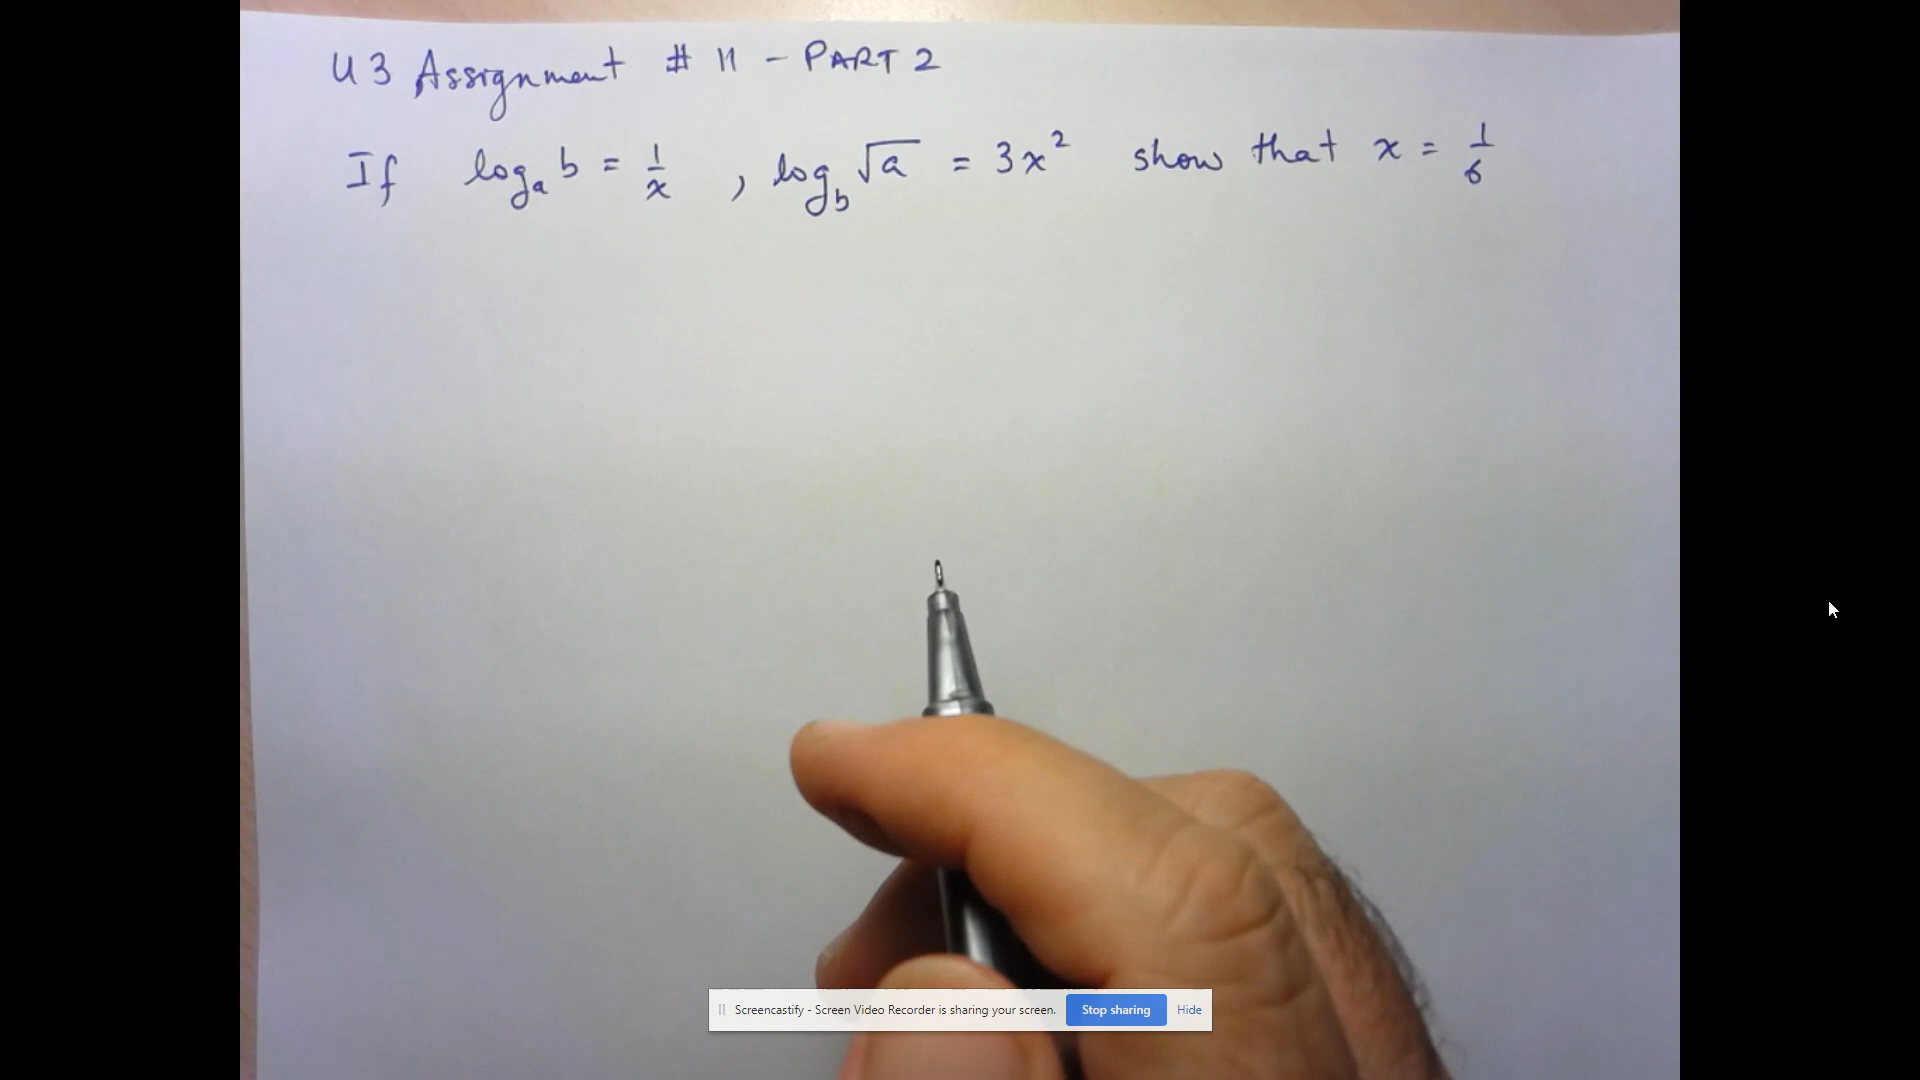 U3 Assignment # 11 - PART 2
If logₐ b = 1/x , log_b √a = 3x² show that x = 1/6
Screencastify - Screen Video Recorder is sharing your screen. Stop sharing Hide